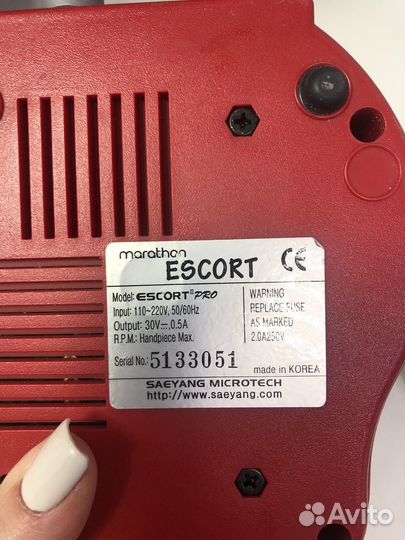 marathon
ESCORT CE
Model: ESCORT II PRO
Input: 110~220V, 50/60Hz
Output: 30V⎓, 0.5A
R.P.M.: Handpiece Max.
WARNING
REPLACE FUSE
AS MARKED
2.0A250V
Serial No.: 5133051
made in KOREA
SAEYANG MICROTECH
http://www.saeyang.com
Avito